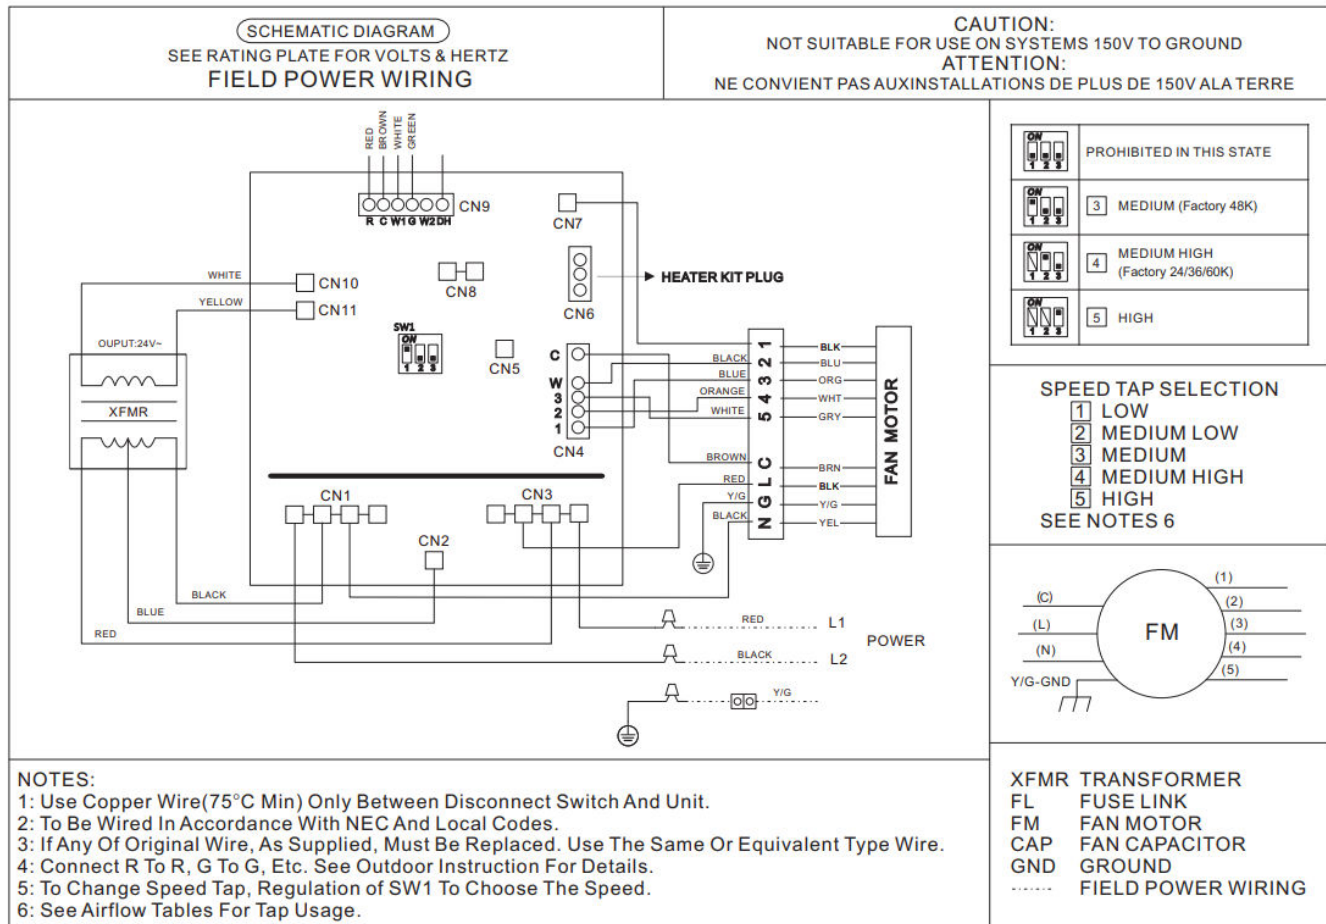 SCHEMATIC DIAGRAM
SEE RATING PLATE FOR VOLTS & HERTZ
FIELD POWER WIRING
CAUTION:
NOT SUITABLE FOR USE ON SYSTEMS 150V TO GROUND
ATTENTION:
NE CONVIENT PAS AUXINSTALLATIONS DE PLUS DE 150V ALA TERRE
RED
BROWN
WHITE
GREEN
R C W1 G W2 DH
CN9
CN7
WHITE
CN10
YELLOW
CN11
CN8
CN6
HEATER KIT PLUG
SW1
ON
1 2 3
CN5
C
W
3
2
1
CN4
OUPUT:24V~
XFMR
BLACK
BLUE
ORANGE
WHITE
BROWN
RED
Y/G
BLACK
1
2
3
4
5
C
L
G
N
BLK
BLU
ORG
WHT
GRY
BRN
BLK
Y/G
YEL
FAN MOTOR
CN1
CN3
CN2
BLACK
BLUE
RED
RED
L1
POWER
BLACK
L2
Y/G
ON
1 2 3
PROHIBITED IN THIS STATE
ON
1 2 3
3 MEDIUM (Factory 48K)
ON
1 2 3
4 MEDIUM HIGH
(Factory 24/36/60K)
ON
1 2 3
5 HIGH
SPEED TAP SELECTION
1 LOW
2 MEDIUM LOW
3 MEDIUM
4 MEDIUM HIGH
5 HIGH
SEE NOTES 6
(C)
(L)
(N)
Y/G-GND
FM
(1)
(2)
(3)
(4)
(5)
NOTES:
1: Use Copper Wire(75°C Min) Only Between Disconnect Switch And Unit.
2: To Be Wired In Accordance With NEC And Local Codes.
3: If Any Of Original Wire, As Supplied, Must Be Replaced. Use The Same Or Equivalent Type Wire.
4: Connect R To R, G To G, Etc. See Outdoor Instruction For Details.
5: To Change Speed Tap, Regulation of SW1 To Choose The Speed.
6: See Airflow Tables For Tap Usage.
XFMR TRANSFORMER
FL FUSE LINK
FM FAN MOTOR
CAP FAN CAPACITOR
GND GROUND
FIELD POWER WIRING